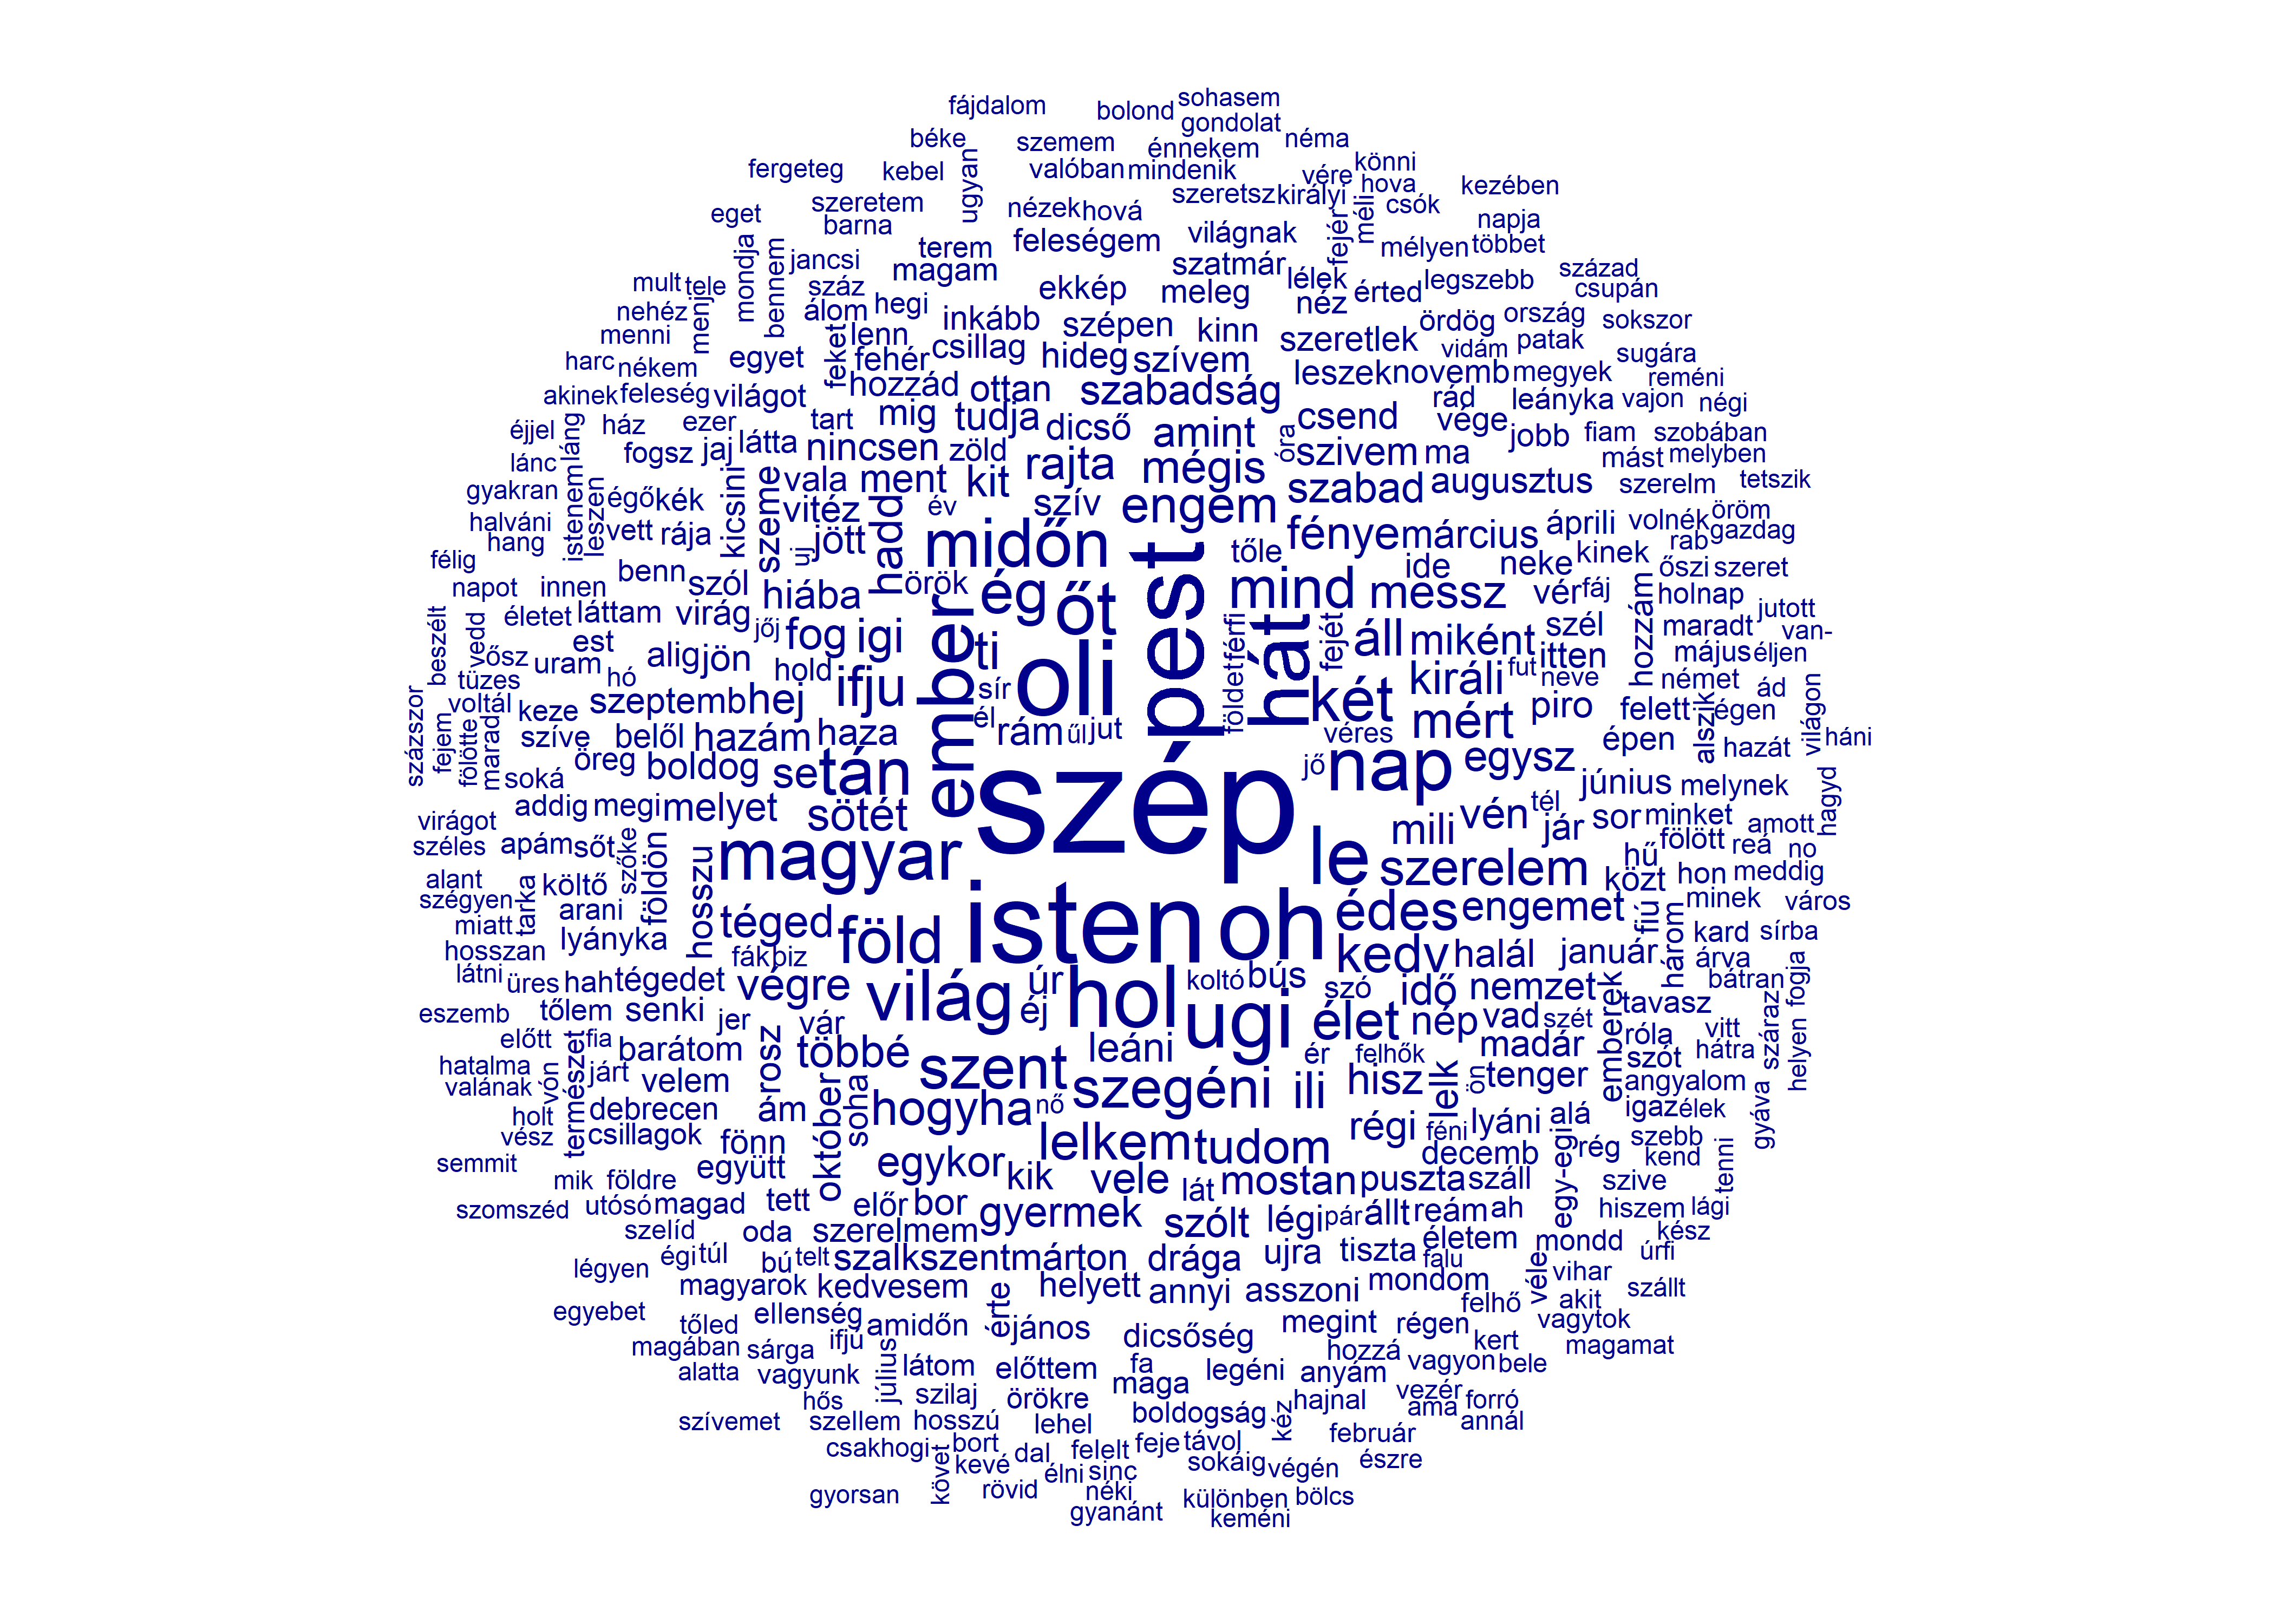 fájdalom bolond sohasem
gondolat
béke szemem énnekem néma
fergeteg kebel ugyan valóban mindenik vére könni
szeretem szeretsz királyi hova kezében
eget barna nézek hová fejér méli csók napja
terem feleségem világnak mélyen többet
mondja bennem jancsi magam szatmár lélek legszebb század
mult tele menj száz ekkép meleg néz érted csupán
nehéz álom hegi inkább szépen kinn ördög ország sokszor
menni feket lenn csillag szeretlek vidám patak
harc nékem egyet fehér hideg szívem sugára
akinek feleség világot hozzád ottan szabadság leszek novemb megyek reméni
éjjel láng ház ezer tart mig tudja dicső amint csend rád leányka vajon négi
lánc istenem fogsz jaj látta nincsen zöld rajta mégis óra szivem ma vége jobb fiam szobában
gyakran leszen égő kék kicsini szeme vala ment kit engem szabad augusztus mást melyben
halváni vett rája vitéz hadd év szív szerelm tetszik
hang uj jött midőn pest fénye március áprili volnék öröm
félig benn szól örök tőle ide neke kinek rab gazdag
napot innen hiába ember ég őt mind messz vér fáj őszi szeret
életet láttam virág jőj fog igi ti oli földet férfi hát fejét áll miként szél hozzám holnap jutott
beszélt vedd vősz est uram alig jön hold itten maradt van-
tüzes hó ifju sír két királi fut neve május éljen
százszor fejem fölötte voltál marad keze szeptemb hej él német ád
szíve belől hazám haza rám űl jut véres mért piro felett égen világon háni
soká öreg boldog se tán szép jő nap egysz épen alszik hazát
addig megi melyet sötét mili vén tél június melynek hagyd
virágot apám sőt szőke földön hosszu magyar le szerelem jár sor minket amott
széles hű fölött reá no
alant költő közt hon meddig
szégyen tarka arani téged föld isten oh édes engemet fiú három minek város
miatt lyányka kard sírba
hosszan fák biz kedv halál január árva
látni üres hah tégedet végre világ úr hol koltó bús szó idő nemzet emberek bátran fogja
eszemb tőlem senki jer vár éj ugi élet nép vad szét tavasz száraz helyen
előtt fia természet barátom rosz többé szent leáni ér felhők madár róla vitt
hatalma vón járt velem szegéni ili hisz lelk ön tenger szót hátra
valának debrecen ám október soha hogyha nő angyalom gyáva
holt csillagok fönn régi féni lyáni alá igaz élek
vész együtt egykor kik lelkem tudom decemb egy-egi rég szebb kend tenni
semmit mik földre tett vele lát mostan puszta száll szive
szomszéd utósó magad előr bor gyermek szólt légi pár állt reám ah hiszem lági
szelíd oda szerelmem életem mondd kész
légyen égi túl bú telt szalkszentmárton drága ujra tiszta falu véle úrfi
magyarok kedvesem helyett annyi asszoni mondom vihar szállt
egyebet ellenség érte felhő akit
tőled ifjú amidőn jános dicsőség megint régen vagytok
magában sárga július hozzá kert magamat
alatta vagyunk látom előttem fa legéni anyám vagyon bele
hős szilaj örökre maga kéz hajnal vezér forró
szívemet szellem hosszú lehel boldogság ama annál
csakhogi követ bort dal felelt feje távol február
kevé élni sinc sokáig végén észre
gyorsan rövid néki különben bölcs
gyanánt keméni